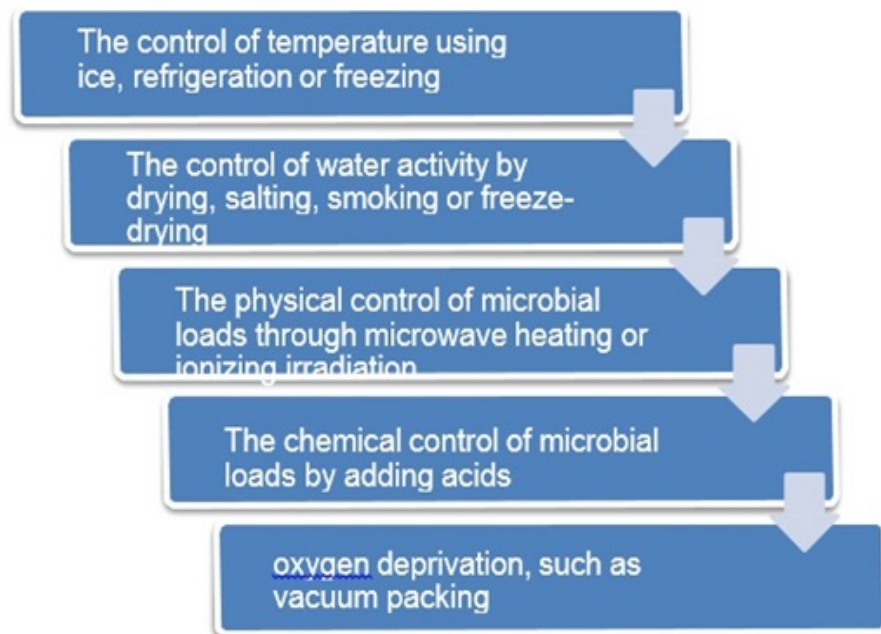 The control of temperature using
ice, refrigeration or freezing
The control of water activity by
drying, salting, smoking or freeze-
drying
The physical control of microbial
loads through microwave heating or
ionizing irradiation
The chemical control of microbial
loads by adding acids
oxygen deprivation, such as
vacuum packing